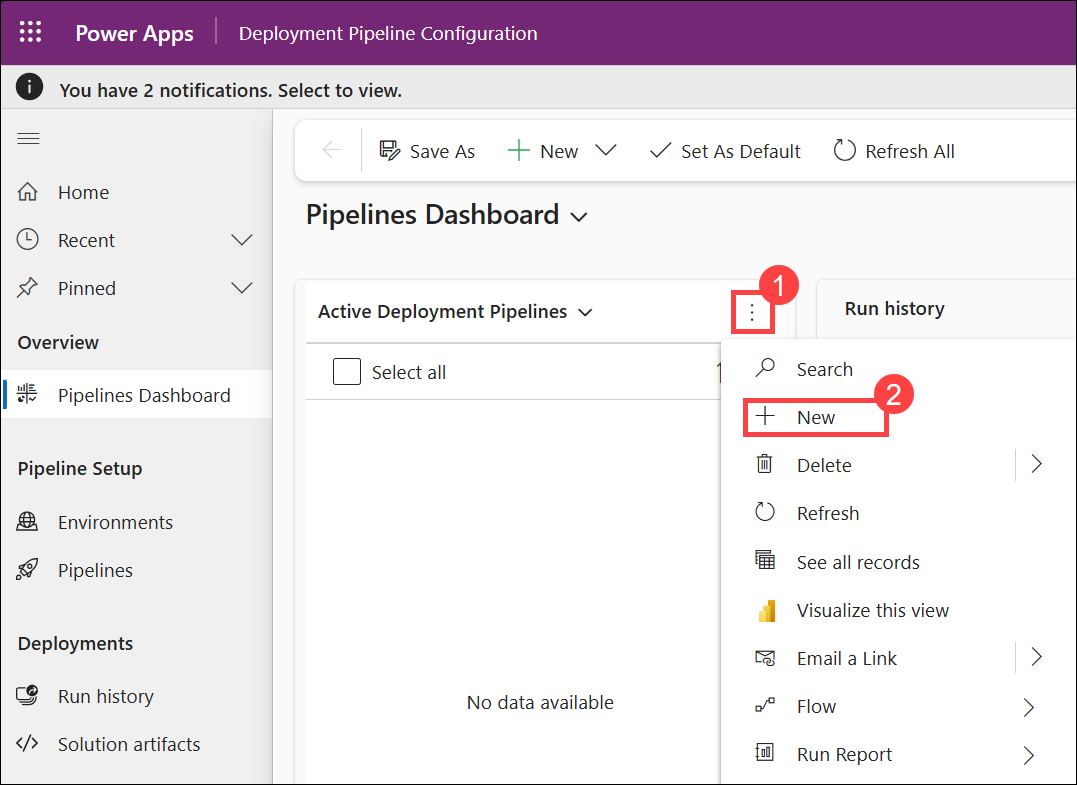 Power Apps
Deployment Pipeline Configuration
You have 2 notifications. Select to view.
Save As
New
Set As Default
Refresh All
Home
Recent
Pinned
Overview
Pipelines Dashboard
Pipeline Setup
Environments
Pipelines
Deployments
Run history
Solution artifacts
Pipelines Dashboard
Active Deployment Pipelines
1
Select all
No data available
Run history
Search
New
2
Delete
Refresh
See all records
Visualize this view
Email a Link
Flow
Run Report